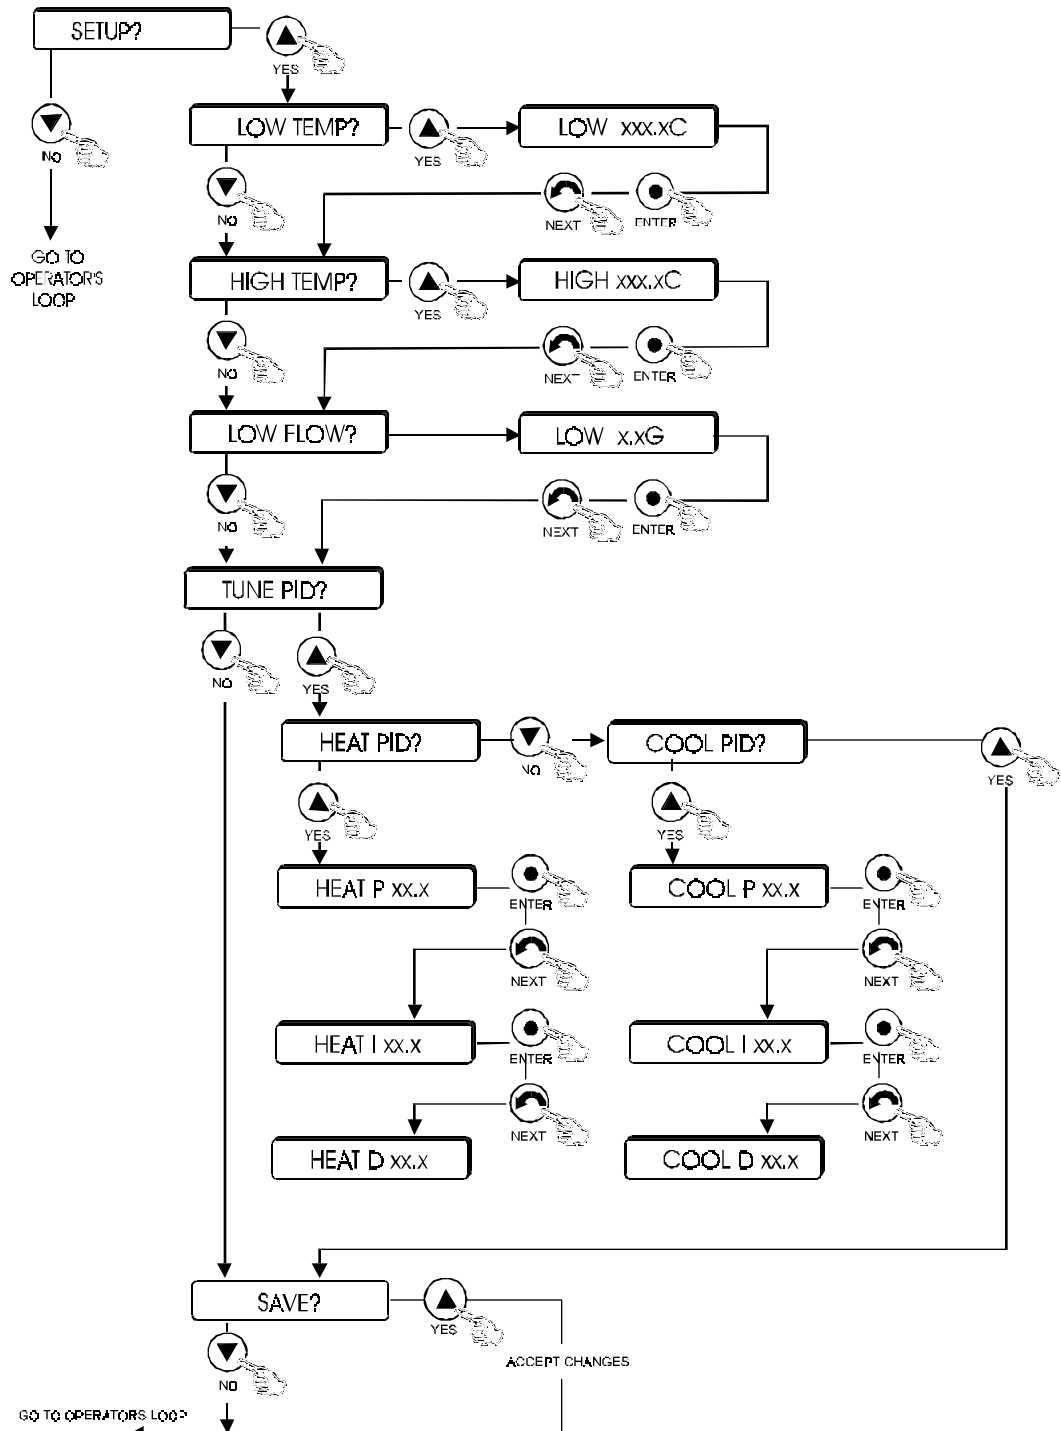 SETUP?
YES
LOW TEMP?
YES
LOW xxx.xC
NO
NO
NEXT
ENTER
GO TO
OPERATOR'S
LOOP
HIGH TEMP?
YES
HIGH xxx.xC
NO
NEXT
ENTER
LOW FLOW?
LOW x.xG
NO
NEXT
ENTER
TUNE PID?
NO
YES
HEAT PID?
NO
COOL PID?
YES
YES
YES
HEAT P xx.x
ENTER
COOL P xx.x
ENTER
NEXT
NEXT
HEAT I xx.x
ENTER
COOL I xx.x
ENTER
NEXT
NEXT
HEAT D xx.x
COOL D xx.x
SAVE?
YES
ACCEPT CHANGES
NO
GO TO OPERATORS LOOP